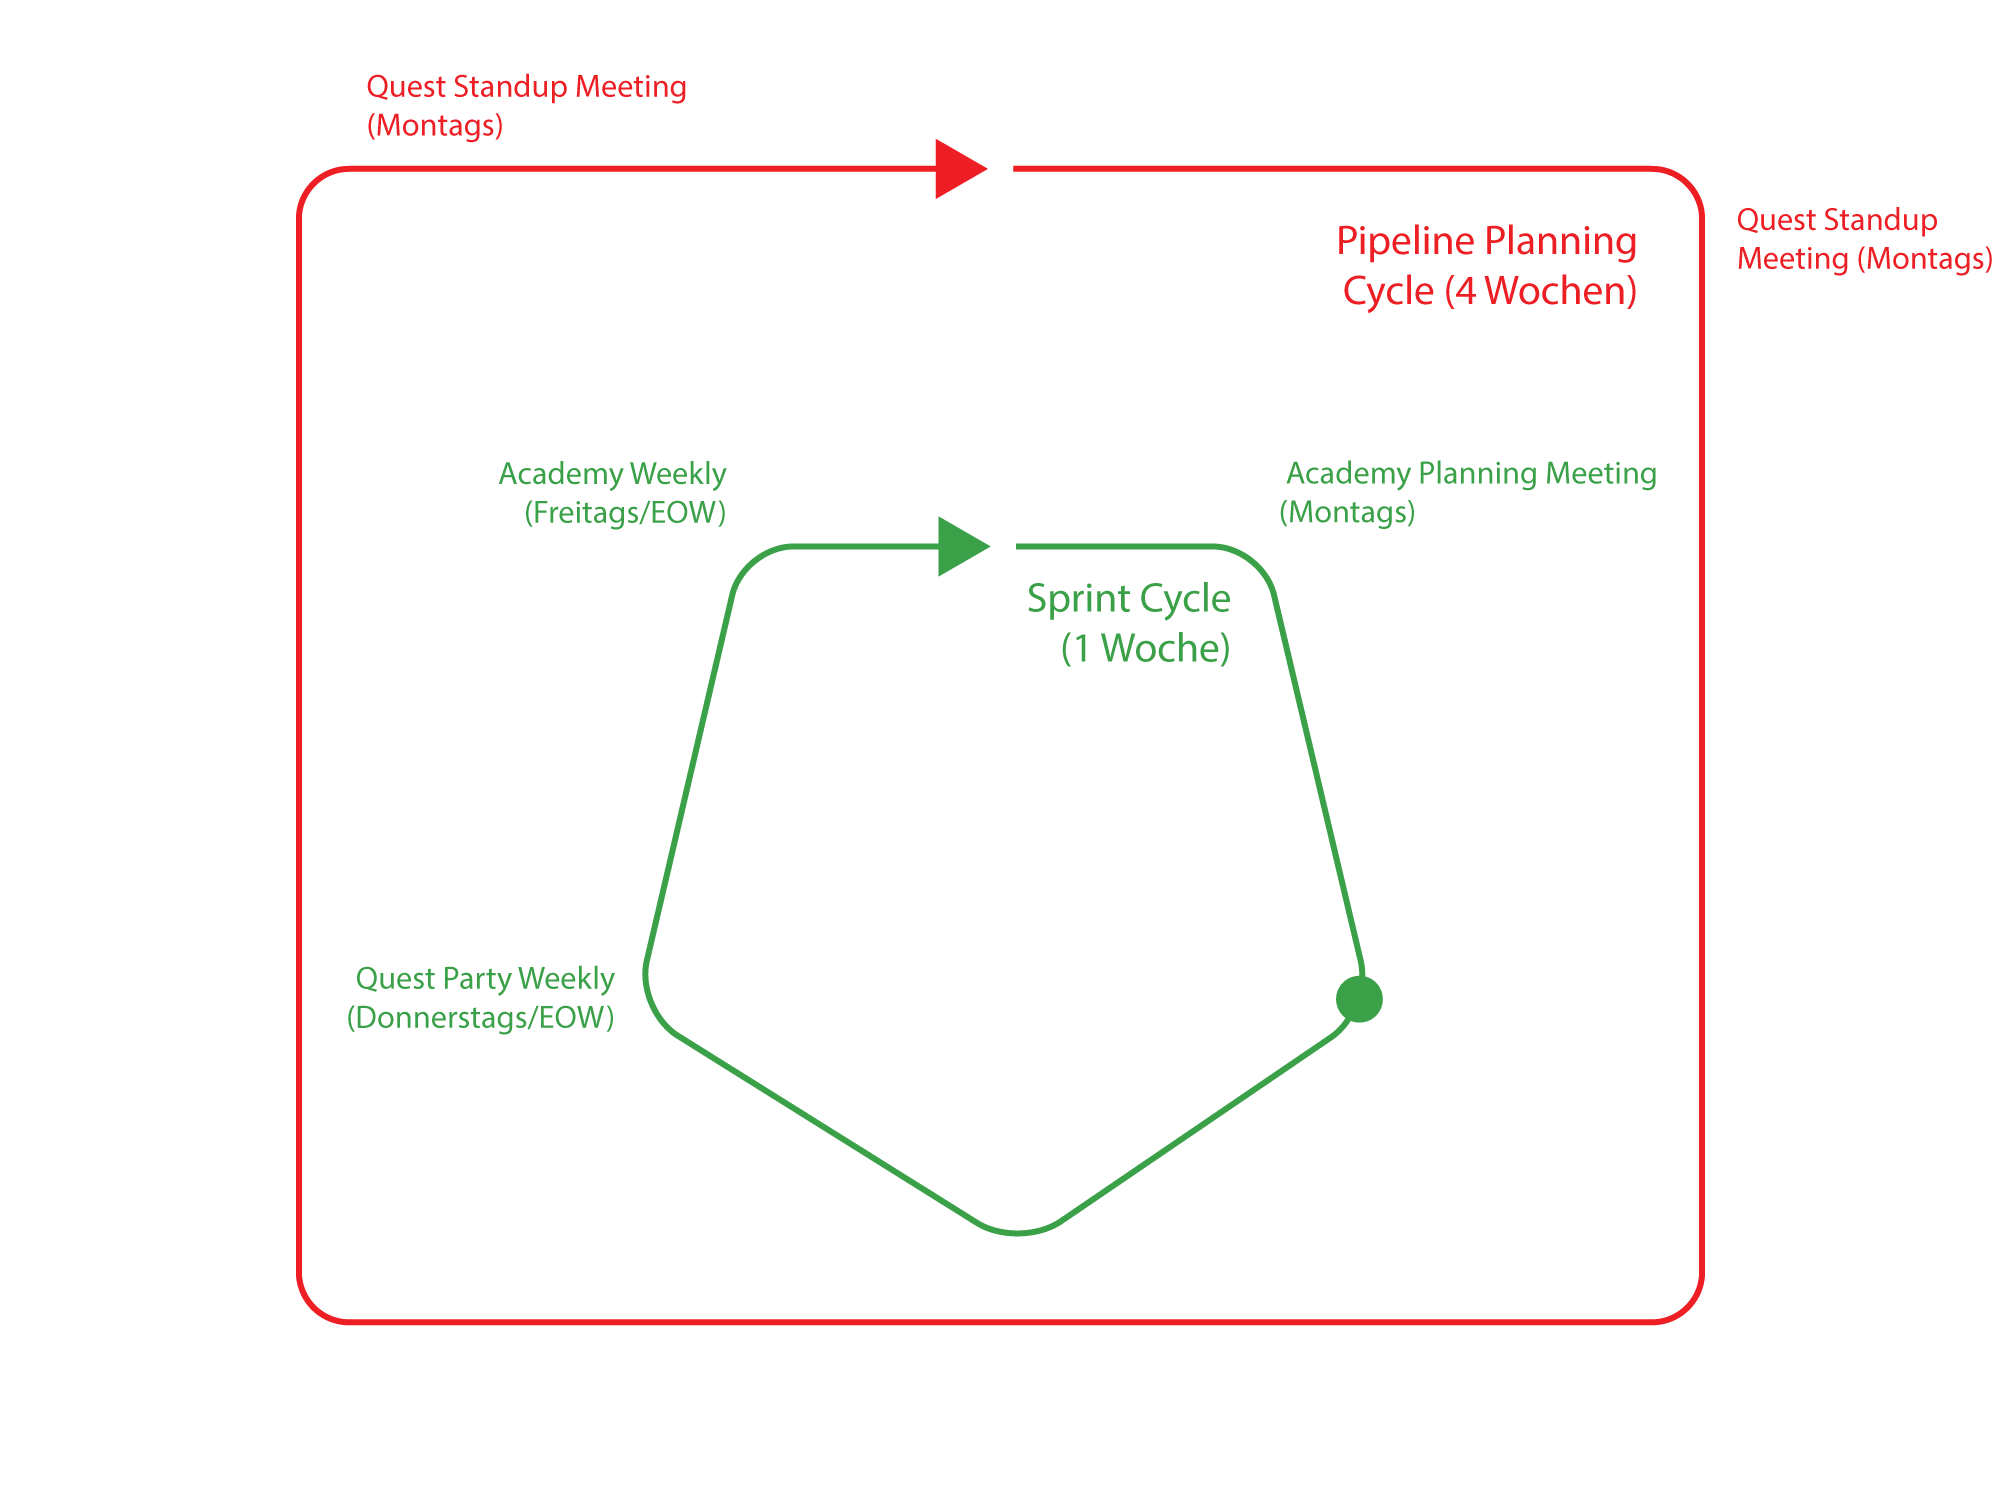 Quest Standup Meeting
(Montags)
Quest Standup
Meeting (Montags)
Pipeline Planning
Cycle (4 Wochen)
Academy Weekly
(Freitags/EOW)
Academy Planning Meeting
(Montags)
Sprint Cycle
(1 Woche)
Quest Party Weekly
(Donnerstags/EOW)